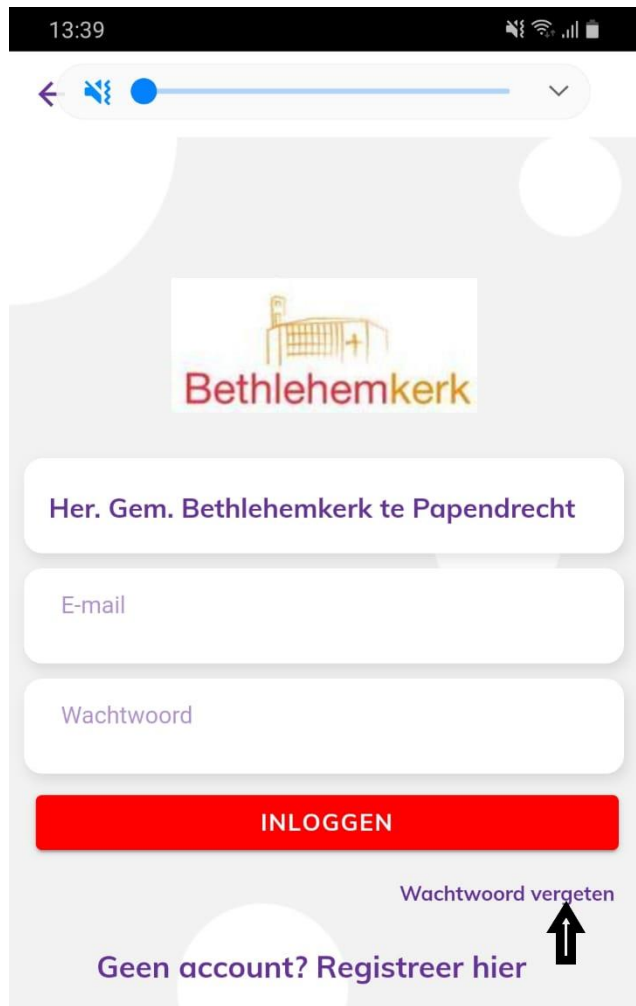 13:39
Bethlehemkerk
Her. Gem. Bethlehemkerk te Papendrecht
E-mail
Wachtwoord
INLOGGEN
Wachtwoord vergeten
Geen account? Registreer hier